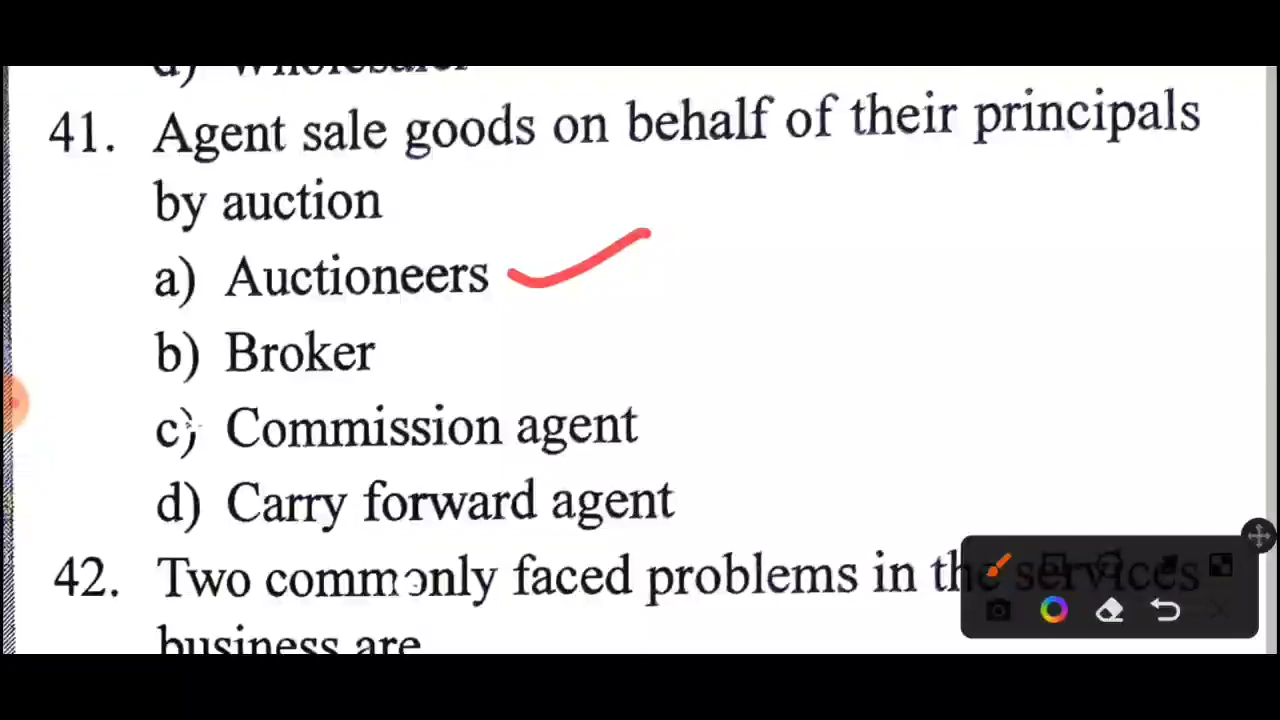 d) Wholesaler
41. Agent sale goods on behalf of their principals
by auction
a) Auctioneers
b) Broker
c) Commission agent
d) Carry forward agent
42. Two commonly faced problems in the services
business are